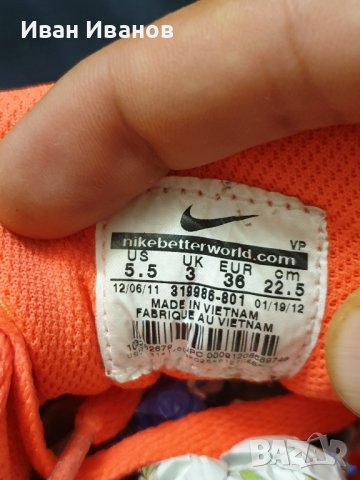 Иван Иванов
VP
nikebetterworld.com
US UK EUR cm
5.5 3 36 22.5
12/06/11 319986-801 01/19/12
MADE IN VIETNAM
FABRIQUE AU VIETNAM
BAZAR